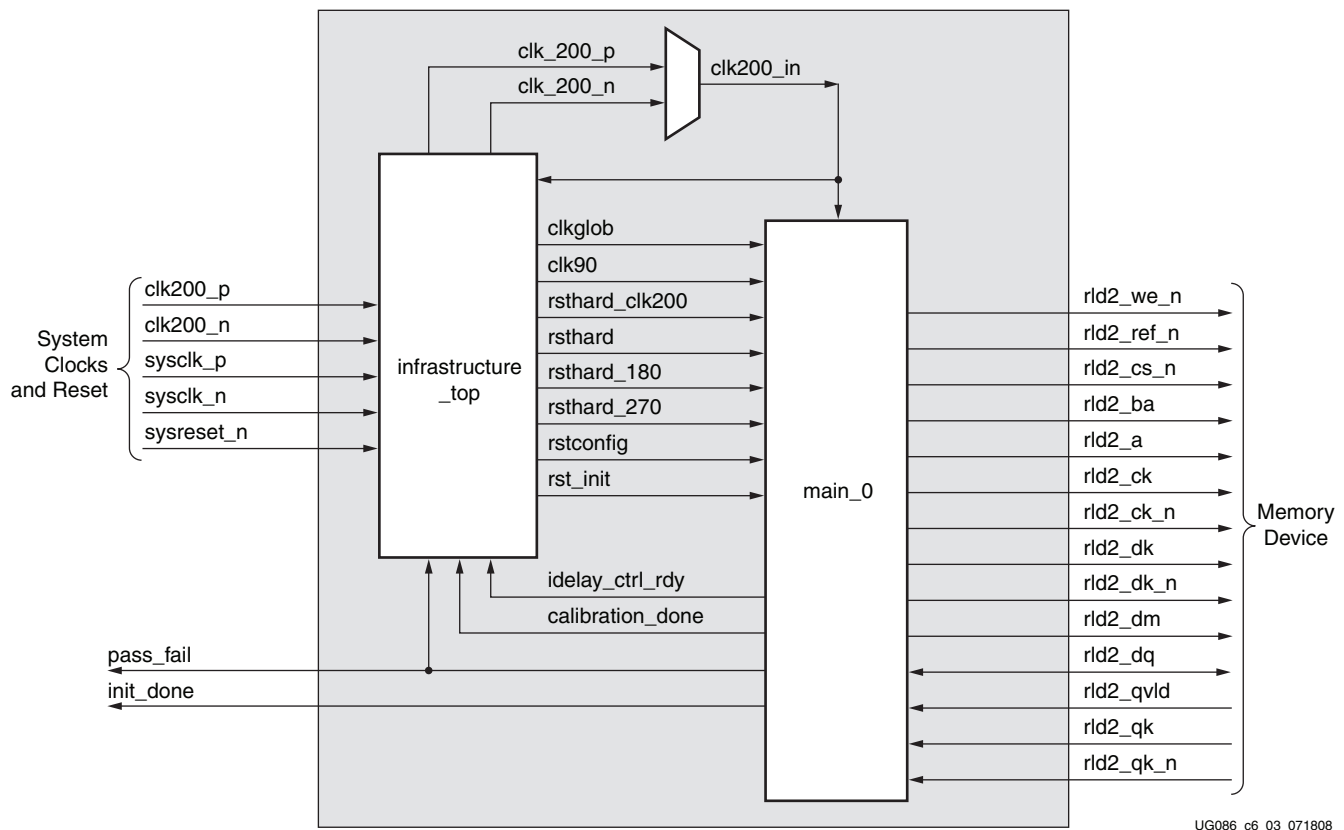 clk_200_p
clk_200_n
clk200_in
System
Clocks
and Reset
clk200_p
clk200_n
sysclk_p
sysclk_n
sysreset_n
infrastructure
_top
clkglob
clk90
rsthard_clk200
rsthard
rsthard_180
rsthard_270
rstconfig
rst_init
idelay_ctrl_rdy
calibration_done
pass_fail
init_done
main_0
rld2_we_n
rld2_ref_n
rld2_cs_n
rld2_ba
rld2_a
rld2_ck
rld2_ck_n
rld2_dk
rld2_dk_n
rld2_dm
rld2_dq
rld2_qvld
rld2_qk
rld2_qk_n
Memory
Device
UG086_c6_03_071808